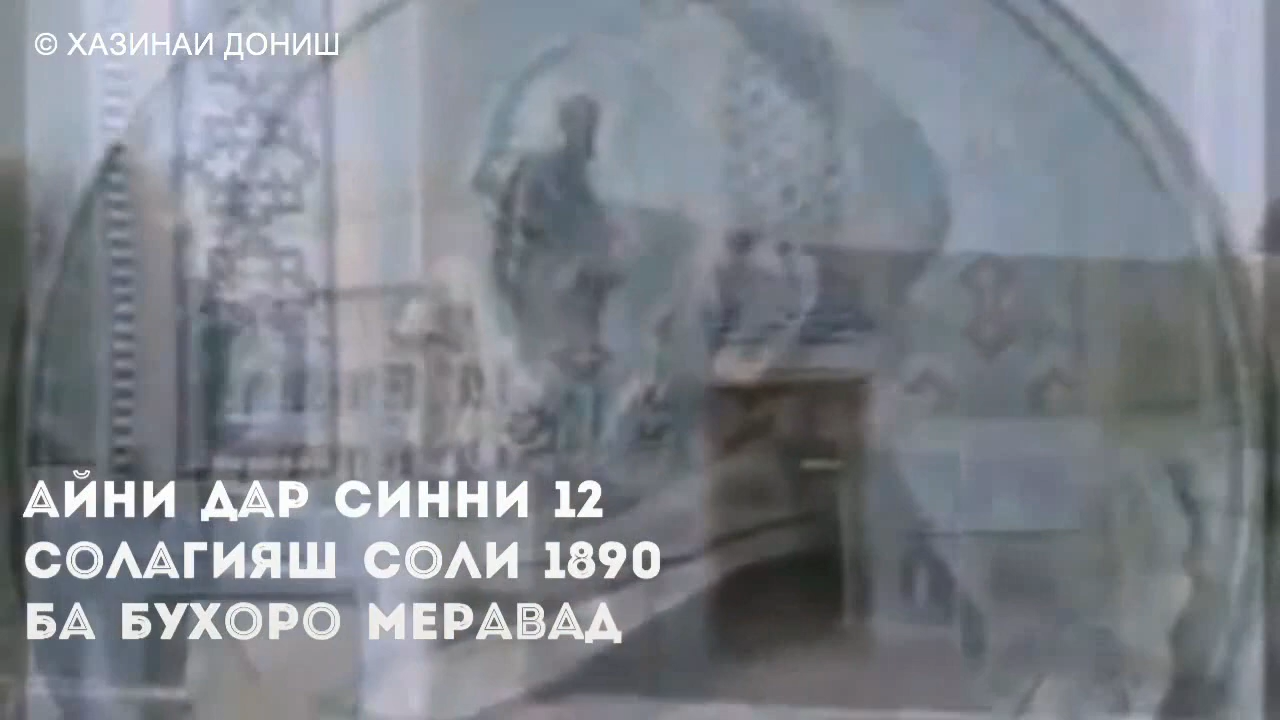 © ХАЗИНАИ ДОНИШ
АЙНИ ДАР СИННИ 12
СОЛАГИЯШ СОЛИ 1890
БА БУХОРО МЕРАВАД